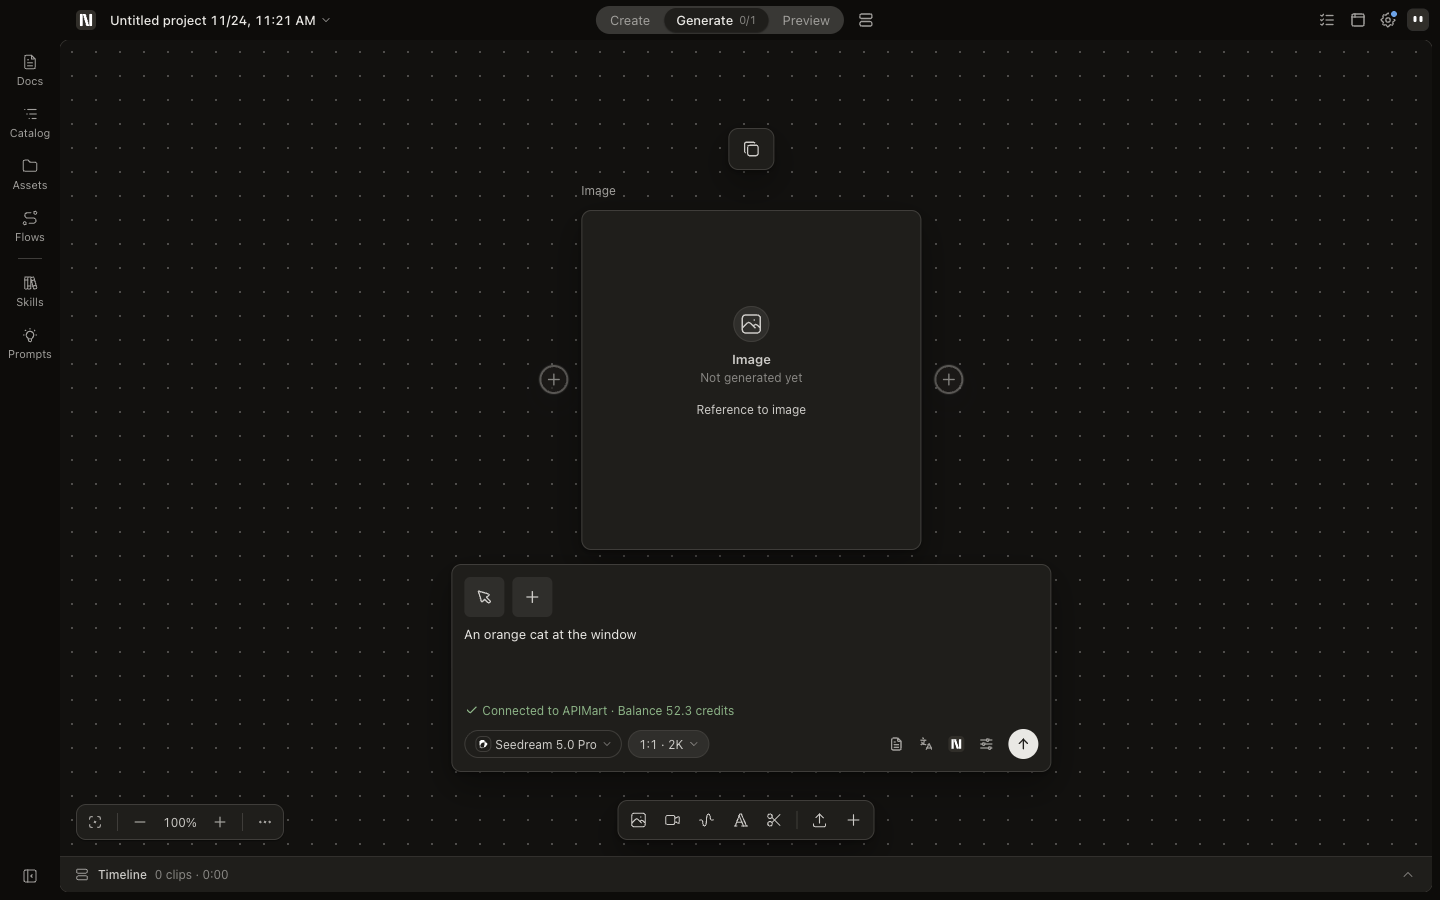 Untitled project 11/24, 11:21 AM
Create
Generate 0/1
Preview
Docs
Catalog
Assets
Flows
Skills
Prompts
Image
Image
Not generated yet
Reference to image
An orange cat at the window
Connected to APIMart · Balance 52.3 credits
Seedream 5.0 Pro
1:1 · 2K
100%
Timeline 0 clips · 0:00